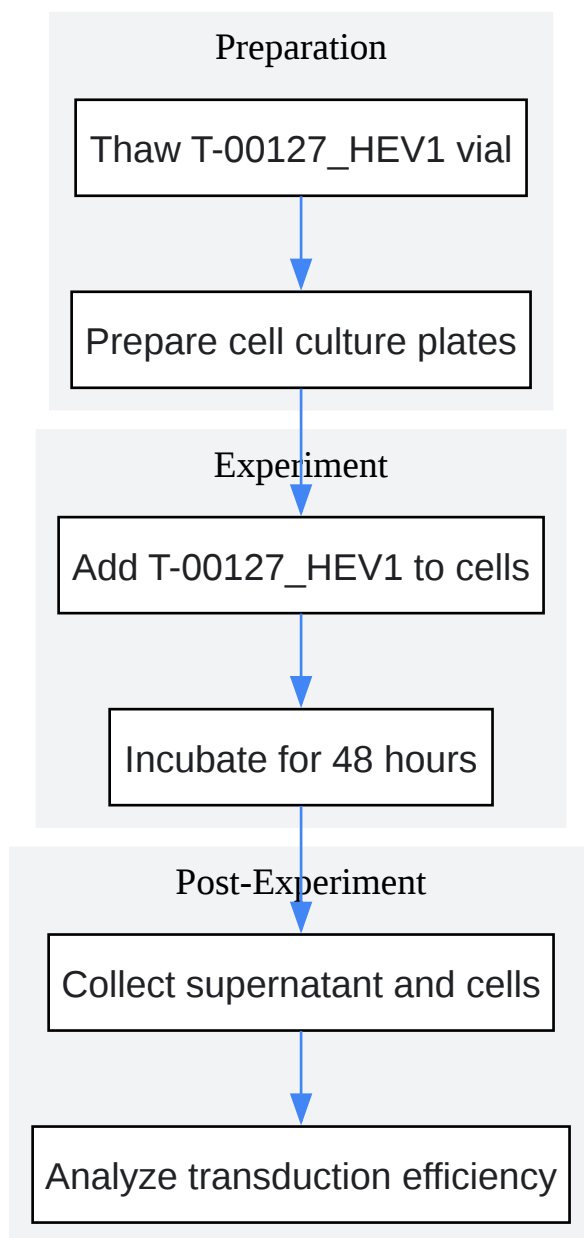 Preparation
Thaw T-00127_HEV1 vial
Prepare cell culture plates
Experiment
Add T-00127_HEV1 to cells
Incubate for 48 hours
Post-Experiment
Collect supernatant and cells
Analyze transduction efficiency